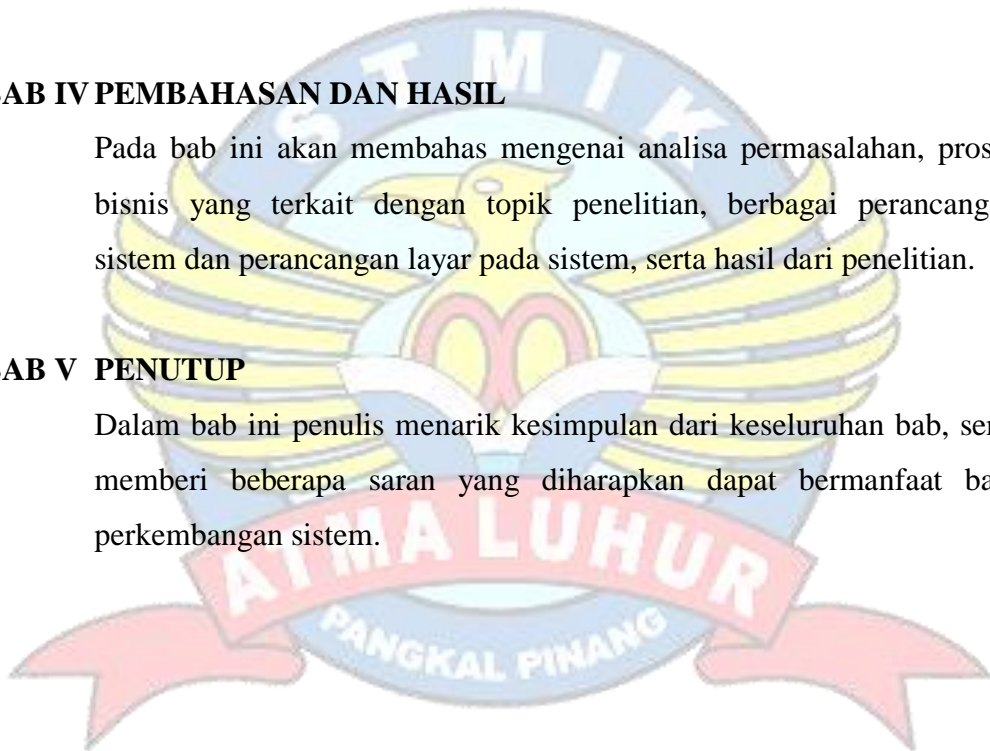 STMIK
AB IV PEMBAHASAN DAN HASIL
Pada bab ini akan membahas mengenai analisa permasalahan, pros
bisnis yang terkait dengan topik penelitian, berbagai perancang
sistem dan perancangan layar pada sistem, serta hasil dari penelitian.
AB V PENUTUP
Dalam bab ini penulis menarik kesimpulan dari keseluruhan bab, ser
memberi beberapa saran yang diharapkan dapat bermanfaat ba
perkembangan sistem.
ATMA LUHUR
PANGKAL PINANG